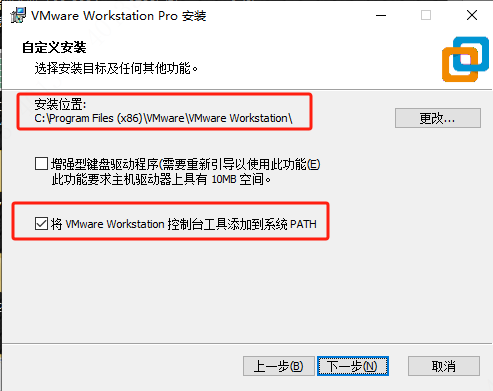 VMware Workstation Pro 安装
自定义安装
选择安装目标及任何其他功能。
安装位置:
C:\Program Files (x86)\VMware\VMware Workstation\
更改...
增强型键盘驱动程序(需要重新引导以使用此功能(E)
此功能要求主机驱动器上具有 10MB 空间。
将 VMware Workstation 控制台工具添加到系统 PATH
上一步(B)
下一步(N)
取消